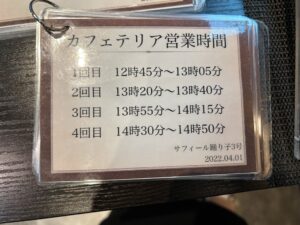 カフェテリア営業時間
1回目 12時45分～13時05分
2回目 13時20分～13時40分
3回目 13時55分～14時15分
4回目 14時30分～14時50分
サフィール踊り子3号
2022.04.01